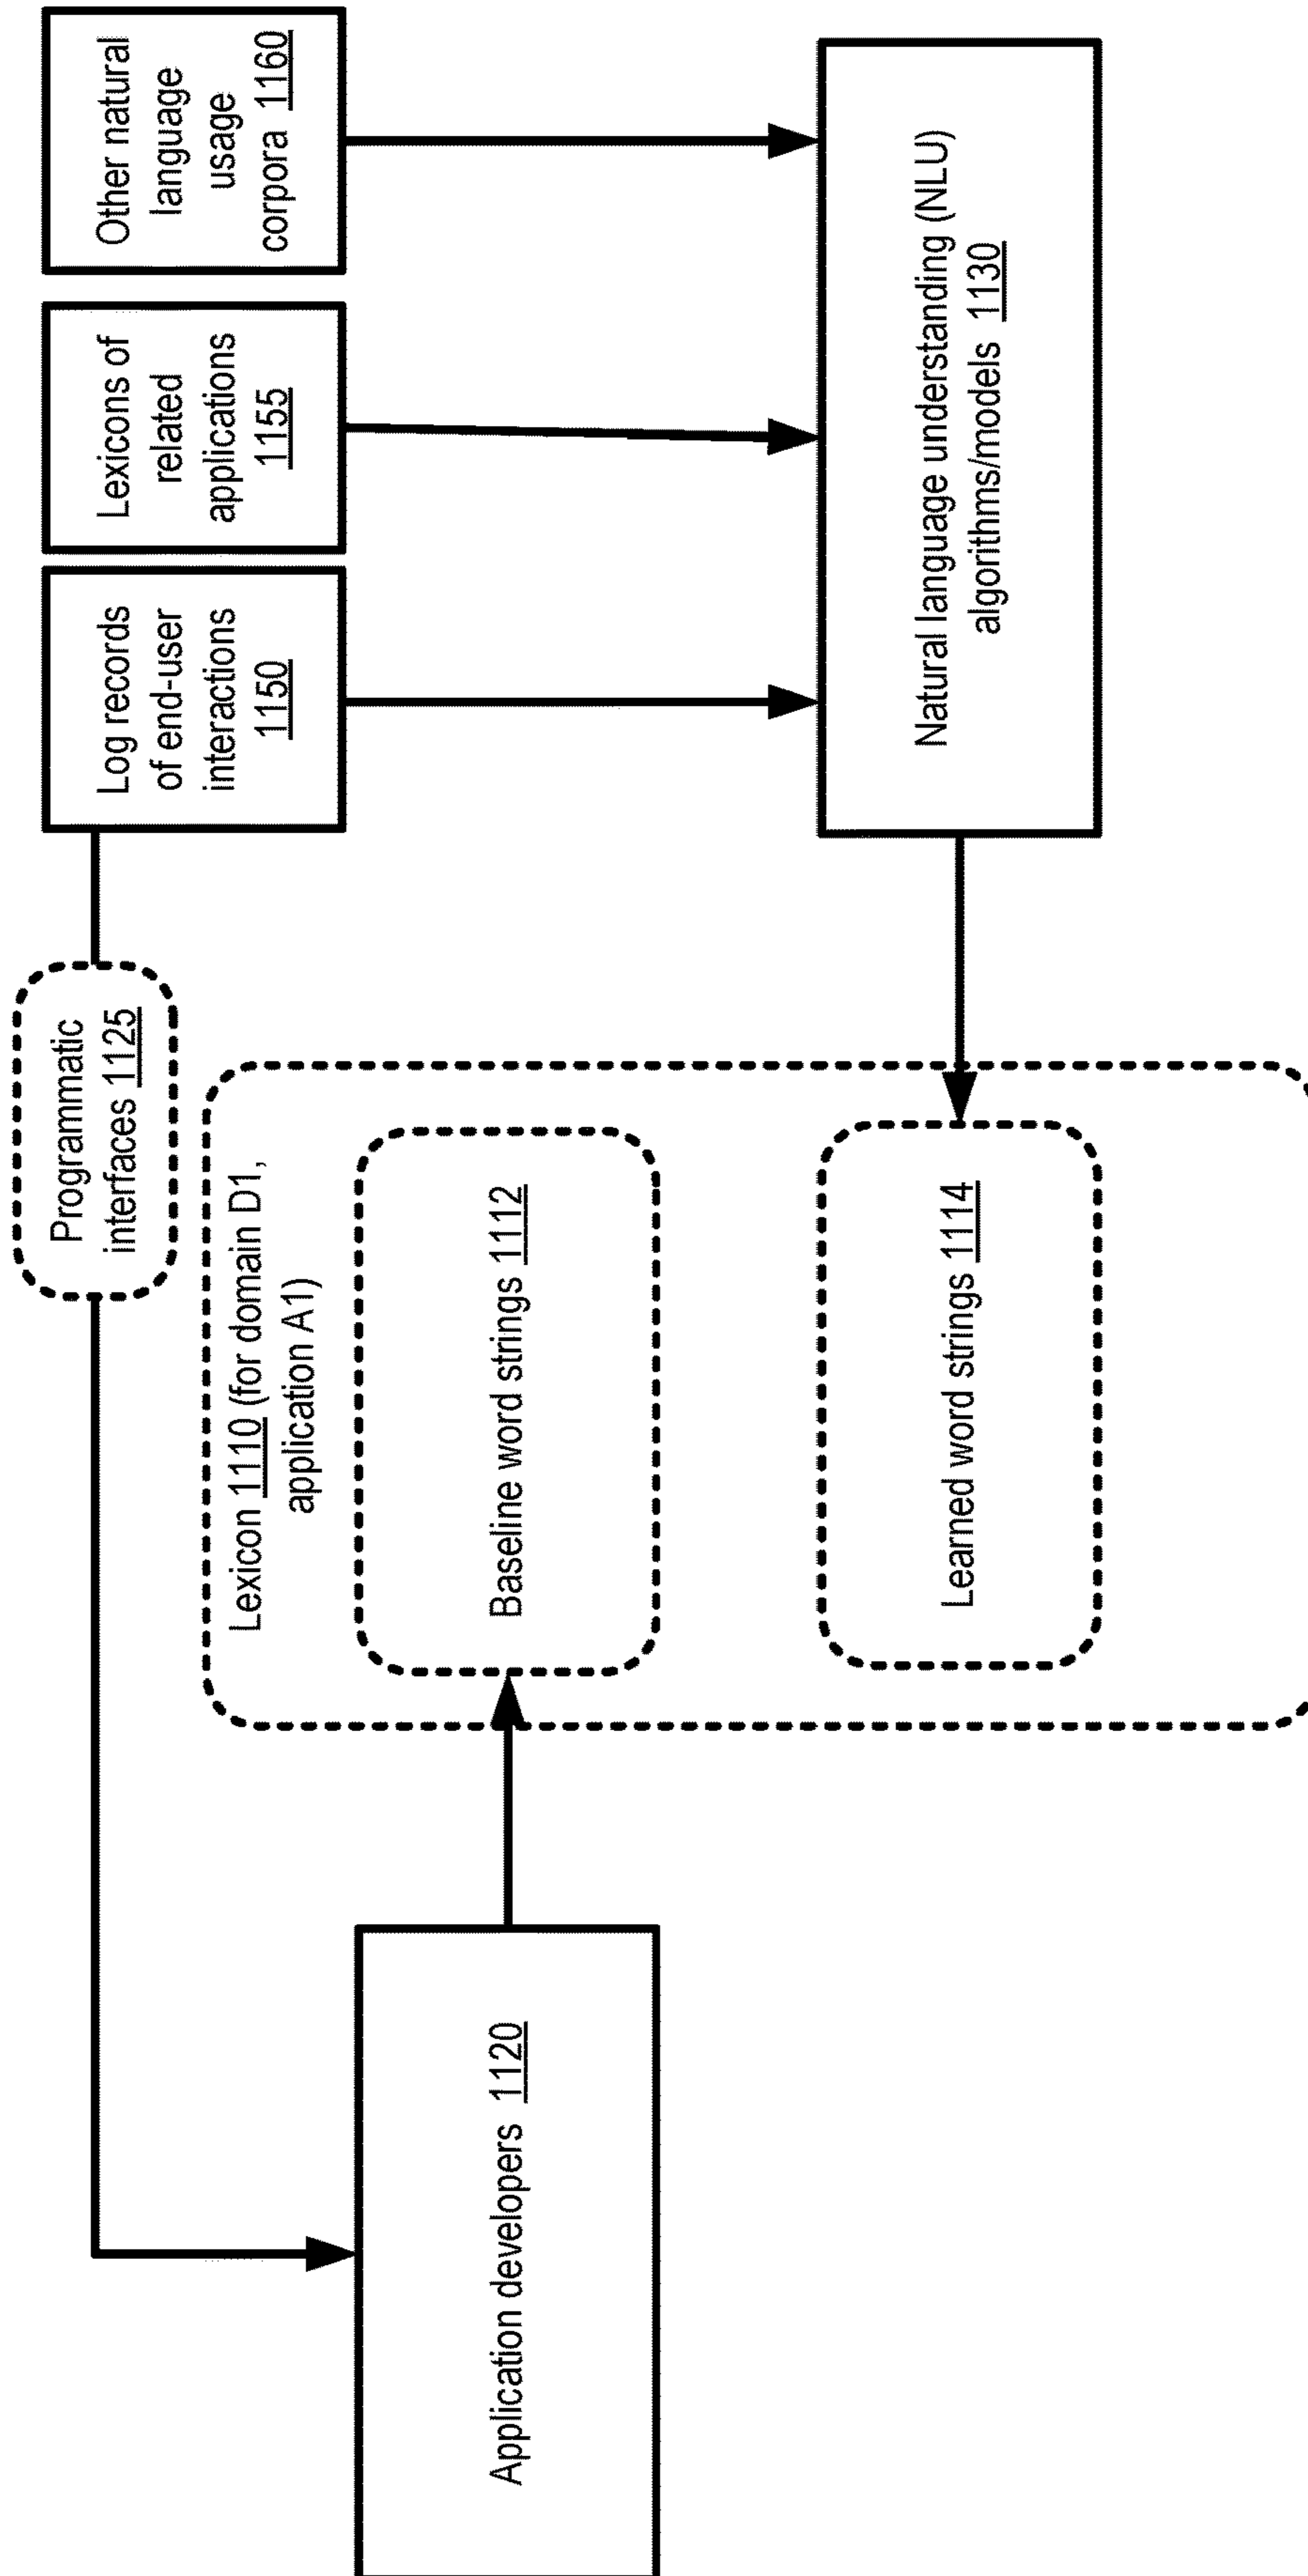 Programmatic
interfaces 1125
Log records
of end-user
interactions
1150
Lexicons of
related
applications
1155
Other natural
language
usage
corpora 1160
Lexicon 1110 (for domain D1,
application A1)
Application developers 1120
Baseline word strings 1112
Learned word strings 1114
Natural language understanding (NLU)
algorithms/models 1130